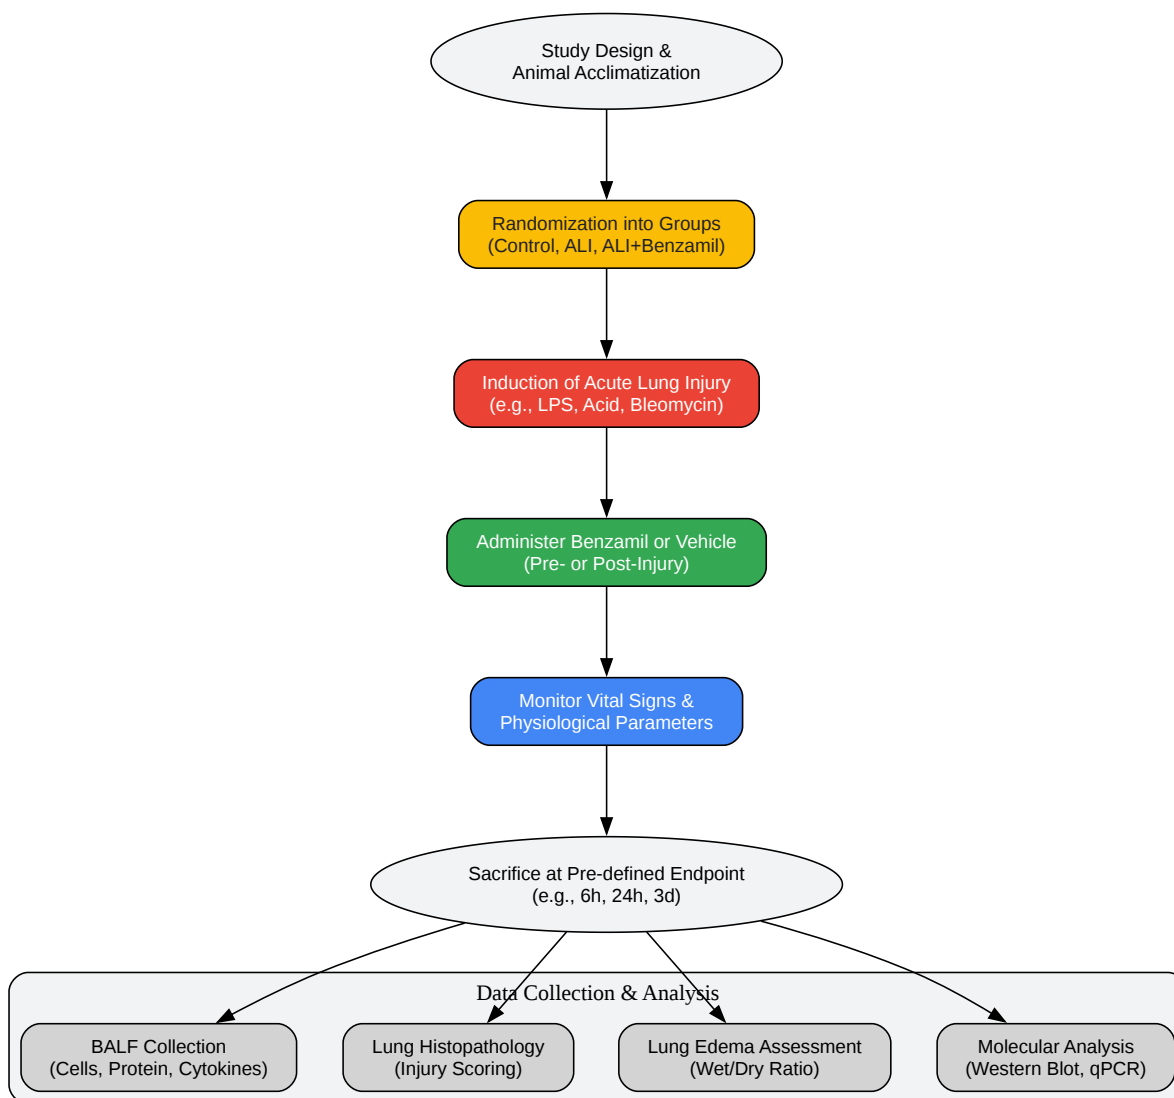 Study Design &
Animal Acclimatization
Randomization into Groups
(Control, ALI, ALI+Benzamil)
Induction of Acute Lung Injury
(e.g., LPS, Acid, Bleomycin)
Administer Benzamil or Vehicle
(Pre- or Post-Injury)
Monitor Vital Signs &
Physiological Parameters
Sacrifice at Pre-defined Endpoint
(e.g., 6h, 24h, 3d)
Data Collection & Analysis
BALF Collection
(Cells, Protein, Cytokines)
Lung Histopathology
(Injury Scoring)
Lung Edema Assessment
(Wet/Dry Ratio)
Molecular Analysis
(Western Blot, qPCR)